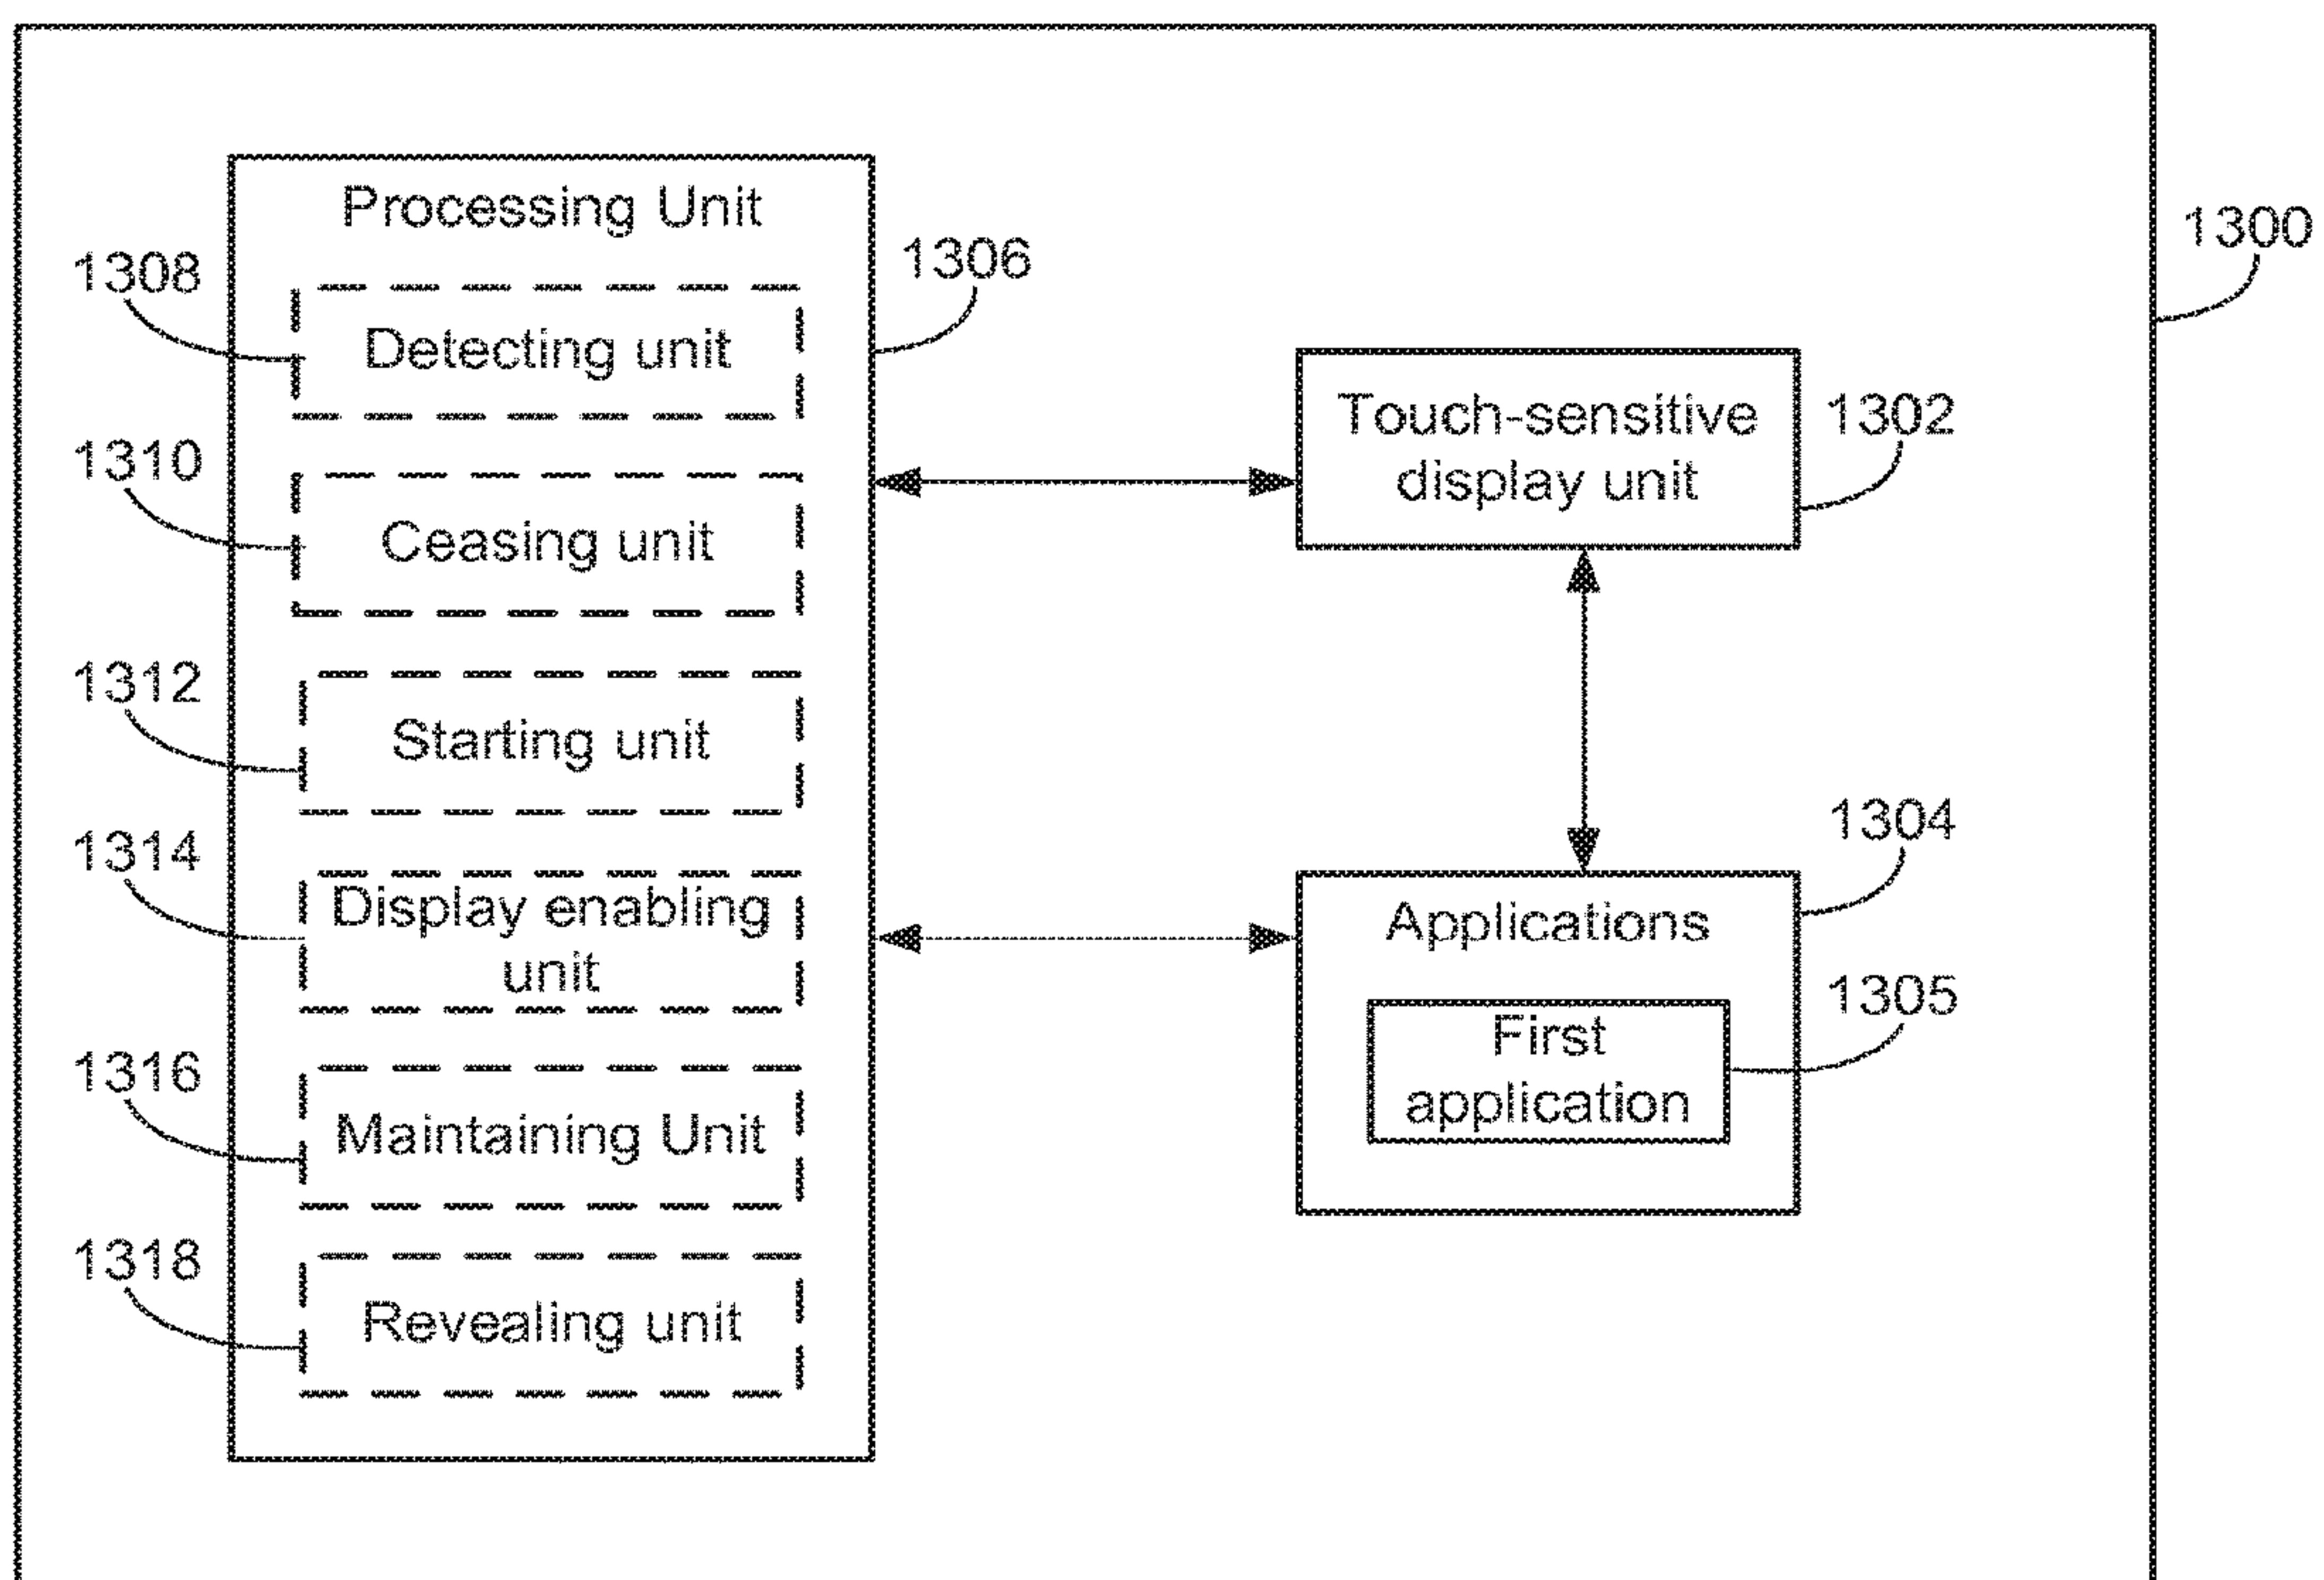 Processing Unit
1308
Detecting unit
1310
Ceasing unit
1312
Starting unit
1314
Display enabling
unit
1316
Maintaining Unit
1318
Revealing unit
1306
1300
Touch-sensitive
display unit
1302
1304
Applications
1305
First
application